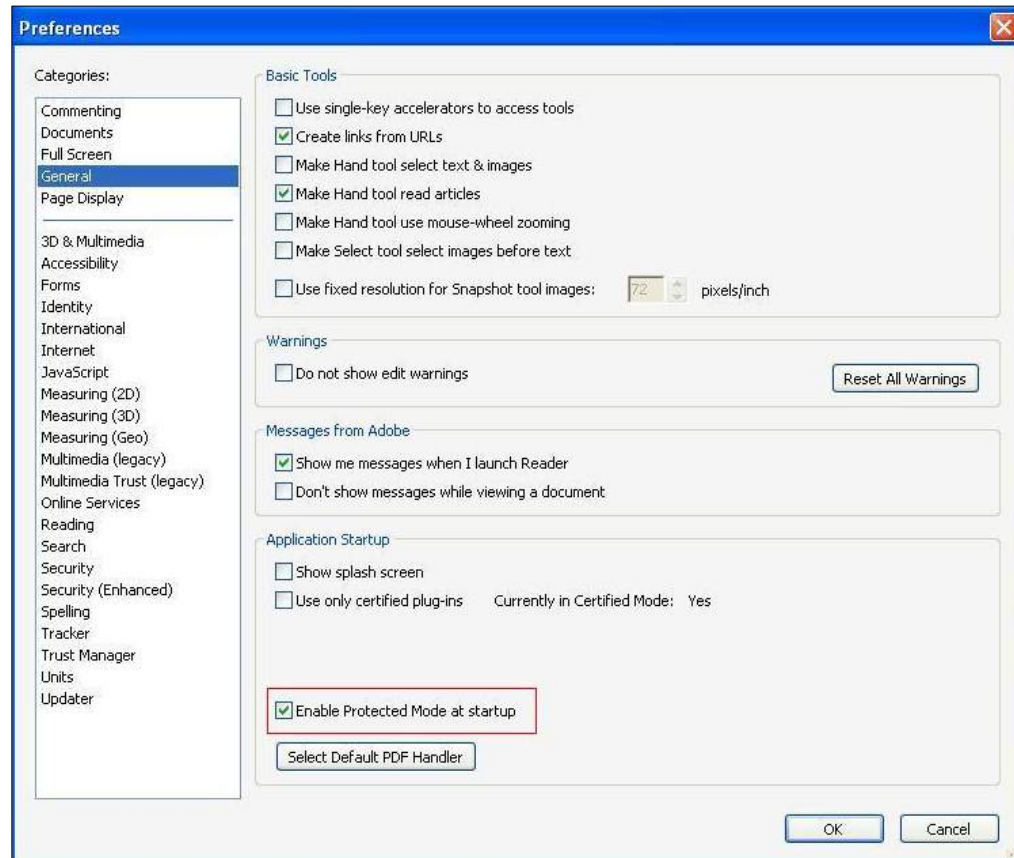 Preferences
Categories:
Commenting
Documents
Full Screen
General
Page Display
3D & Multimedia
Accessibility
Forms
Identity
International
Internet
JavaScript
Measuring (2D)
Measuring (3D)
Measuring (Geo)
Multimedia (legacy)
Multimedia Trust (legacy)
Online Services
Reading
Search
Security
Security (Enhanced)
Spelling
Tracker
Trust Manager
Units
Updater
Basic Tools
Use single-key accelerators to access tools
Create links from URLs
Make Hand tool select text & images
Make Hand tool read articles
Make Hand tool use mouse-wheel zooming
Make Select tool select images before text
Use fixed resolution for Snapshot tool images: 72 pixels/inch
Warnings
Do not show edit warnings Reset All Warnings
Messages from Adobe
Show me messages when I launch Reader
Don't show messages while viewing a document
Application Startup
Show splash screen
Use only certified plug-ins Currently in Certified Mode: Yes
Enable Protected Mode at startup
Select Default PDF Handler
OK Cancel